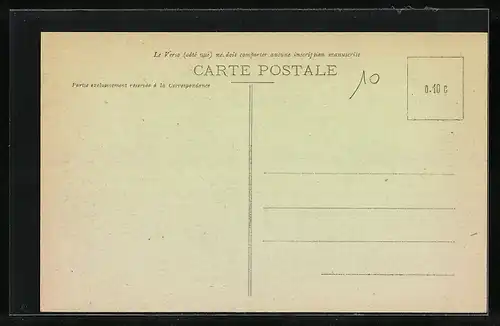 Le Verso (côté uni) ne doit comporter aucune inscription manuscrite
CARTE POSTALE
10
0.10 c
Partie exclusivement réservée à la Correspondance